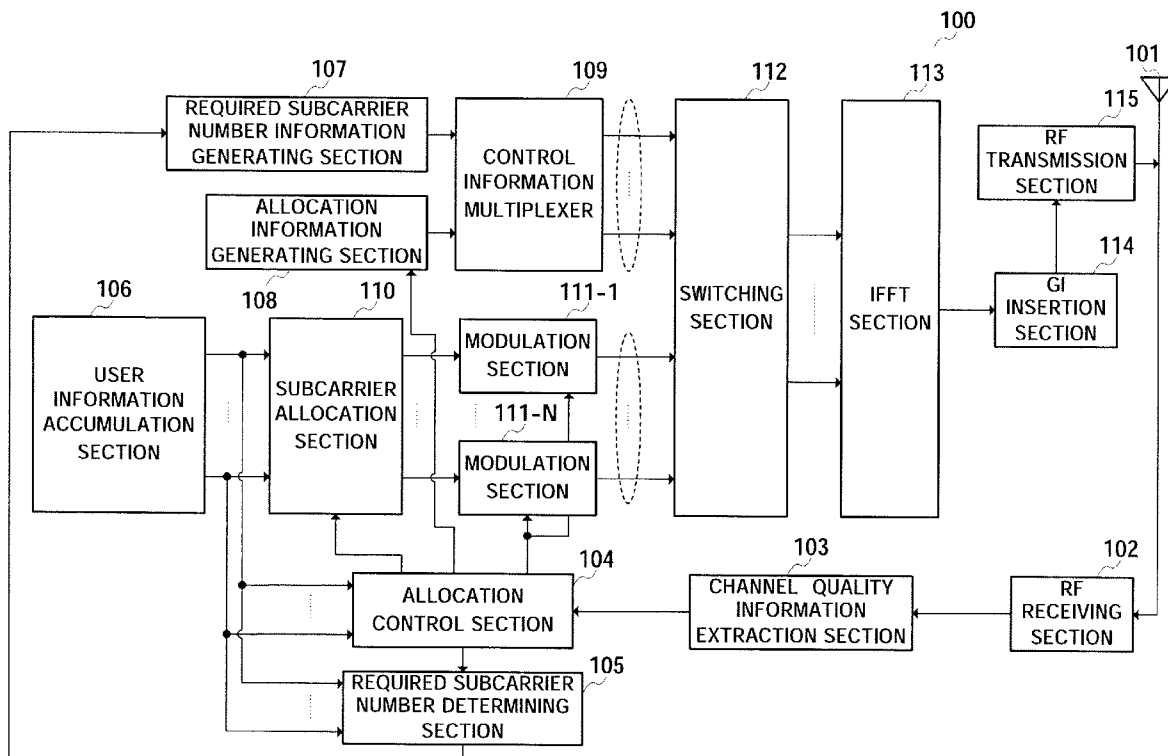 100
101
107
109
112
113
115
REQUIRED SUBCARRIER
NUMBER INFORMATION
GENERATING SECTION
CONTROL
INFORMATION
MULTIPLEXER
RF
TRANSMISSION
SECTION
ALLOCATION
INFORMATION
GENERATING SECTION
108
114
GI
INSERTION
SECTION
SWITCHING
SECTION
IFFT
SECTION
106
110
111-1
USER
INFORMATION
ACCUMULATION
SECTION
SUBCARRIER
ALLOCATION
SECTION
MODULATION
SECTION
111-N
MODULATION
SECTION
104
103
102
ALLOCATION
CONTROL SECTION
CHANNEL QUALITY
INFORMATION
EXTRACTION SECTION
RF
RECEIVING
SECTION
105
REQUIRED SUBCARRIER
NUMBER DETERMINING
SECTION